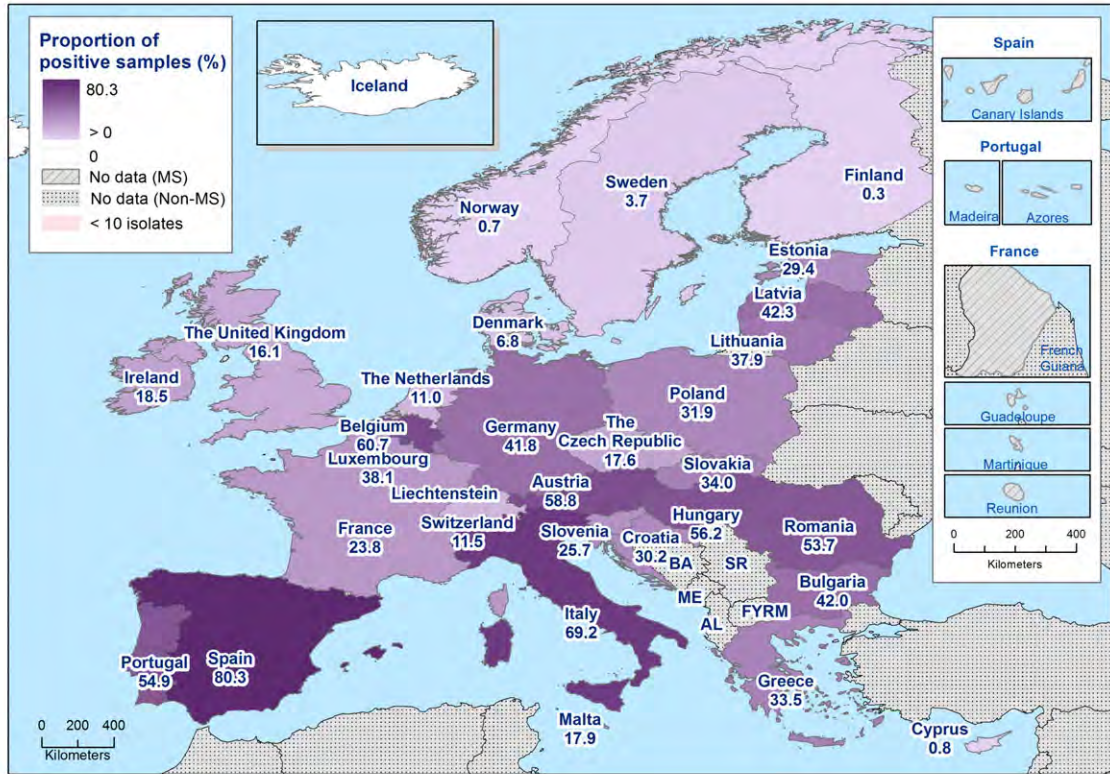 Proportion of
positive samples (%)
80.3
> 0
0
No data (MS)
No data (Non-MS)
< 10 isolates
Iceland
Norway
0.7
Sweden
3.7
Finland
0.3
Estonia
29.4
Latvia
42.3
Lithuania
37.9
Denmark
6.8
The United Kingdom
16.1
Ireland
18.5
The Netherlands
11.0
Belgium
60.7
Luxembourg
38.1
Germany
41.8
Poland
31.9
The
Czech Republic
17.6
Slovakia
34.0
Liechtenstein
Austria
58.8
France
23.8
Switzerland
11.5
Slovenia
25.7
Croatia
30.2
Hungary
56.2
Romania
53.7
BA
SR
ME
AL
FYRM
Bulgaria
42.0
Italy
69.2
Portugal
54.9
Spain
80.3
Malta
17.9
Greece
33.5
Cyprus
0.8
0 200 400
Kilometers
Spain
Canary Islands
Portugal
Madeira
Azores
France
French
Guiana
Guadeloupe
Martinique
Reunion
0 200 400
Kilometers